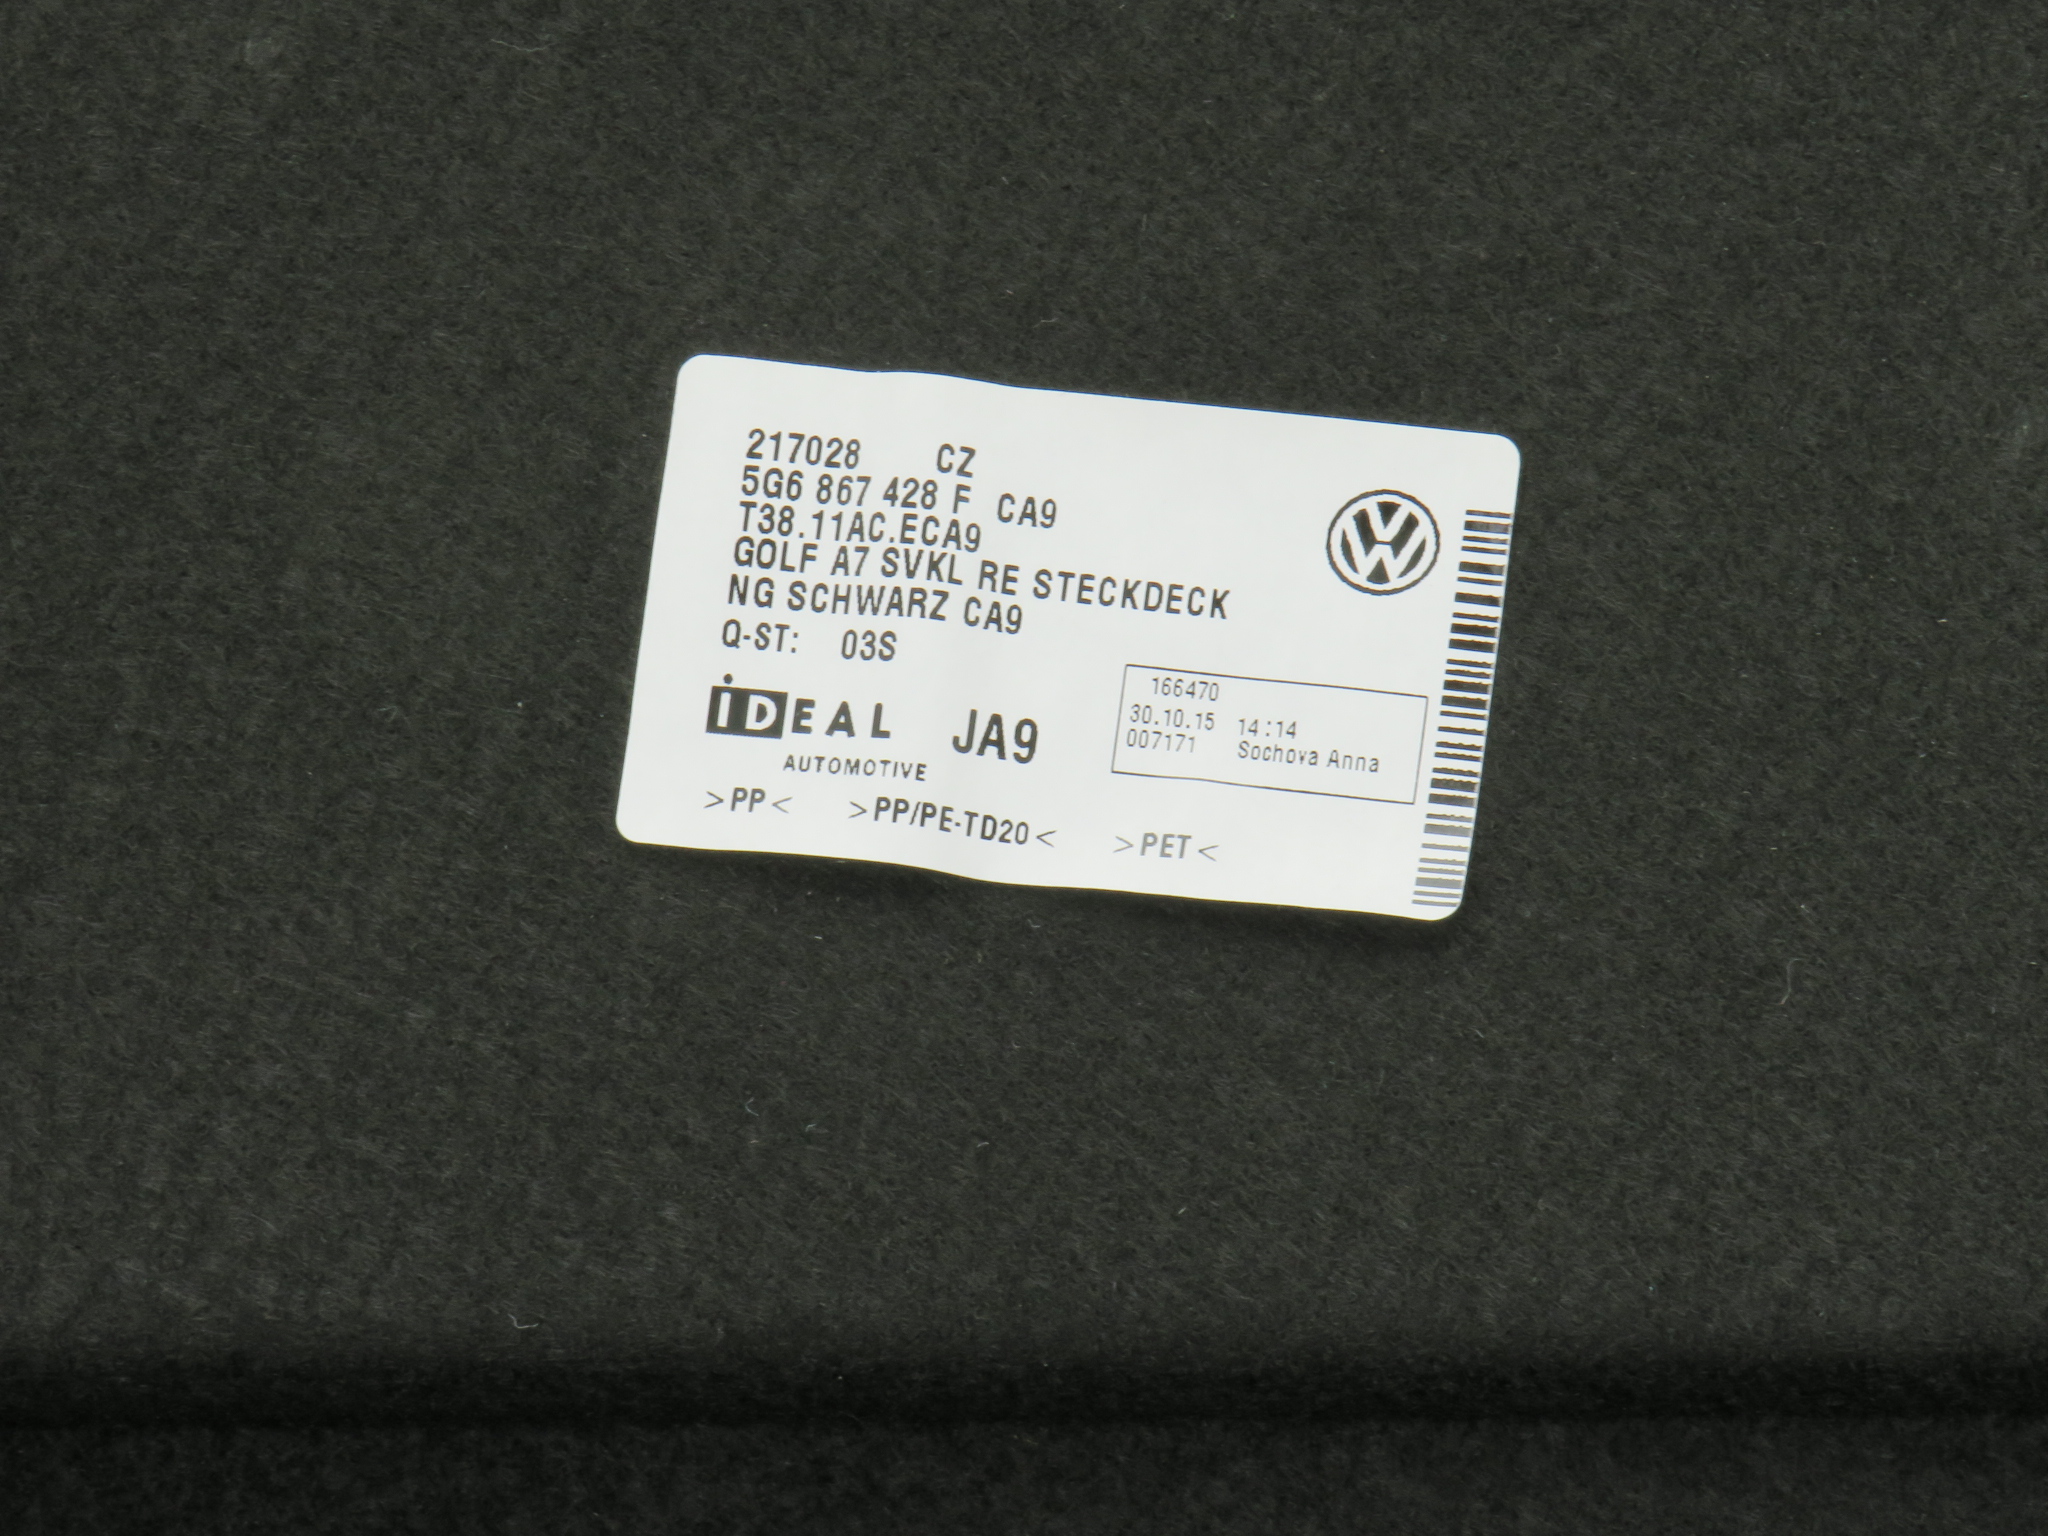 217028 CZ
5G6 867 428 F CA9
T38.11AC.ECA9
GOLF A7 SVKL RE STECKDECK
NG SCHWARZ CA9
Q-ST: 03S
iDEAL JA9
AUTOMOTIVE
166470
30.10.15 14:14
007171 Sochova Anna
>PP< >PP/PE-TD20< >PET<